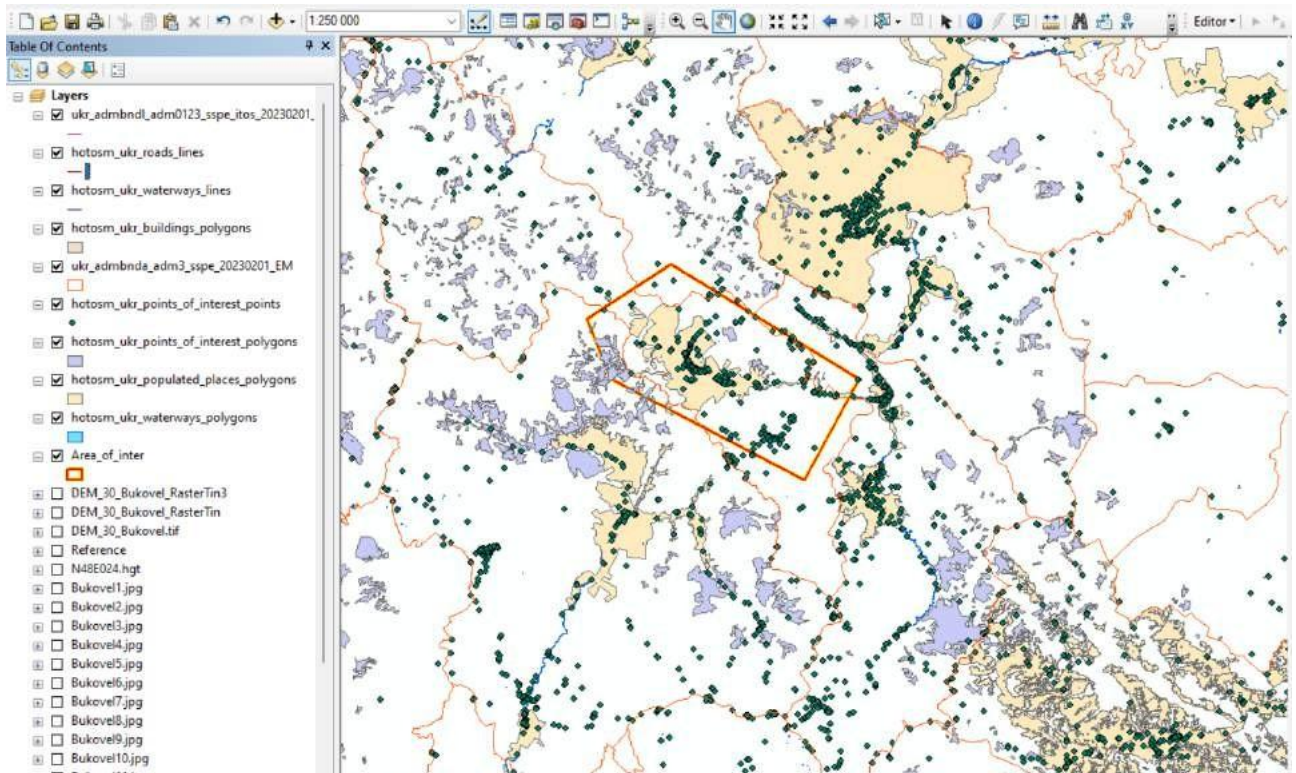 1:250 000
Editor
Table Of Contents
Layers
ukr_admbndl_adm0123_sspe_itos_20230201_
hotosm_ukr_roads_lines
hotosm_ukr_waterways_lines
hotosm_ukr_buildings_polygons
ukr_admbnda_adm3_sspe_20230201_EM
hotosm_ukr_points_of_interest_points
hotosm_ukr_points_of_interest_polygons
hotosm_ukr_populated_places_polygons
hotosm_ukr_waterways_polygons
Area_of_inter
DEM_30_Bukovel_RasterTin3
DEM_30_Bukovel_RasterTin
DEM_30_Bukovel.tif
Reference
N48E024.hgt
Bukovel1.jpg
Bukovel2.jpg
Bukovel3.jpg
Bukovel4.jpg
Bukovel5.jpg
Bukovel6.jpg
Bukovel7.jpg
Bukovel8.jpg
Bukovel9.jpg
Bukovel10.jpg